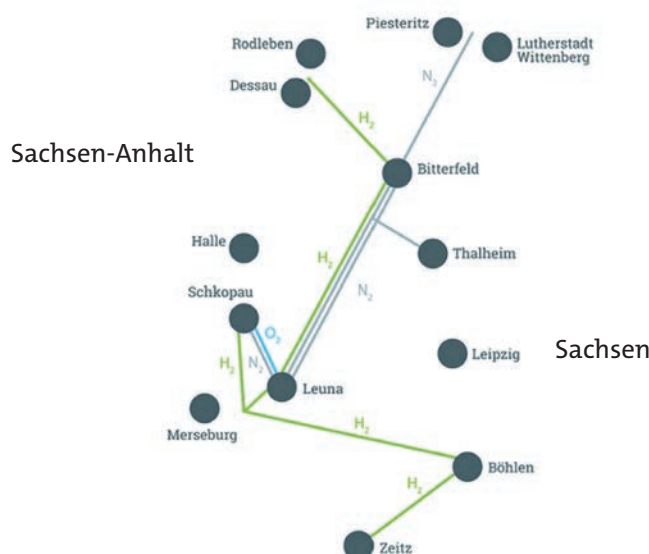 Piesteritz
Rodleben
Lutherstadt
Wittenberg
N₂
Dessau
H₂
Sachsen-Anhalt
Bitterfeld
Halle
H₂
Thalheim
Schkopau
N₂
O₂
Leipzig
Sachsen
H₂
N₂
Leuna
Merseburg
H₂
Böhlen
H₂
Zeitz